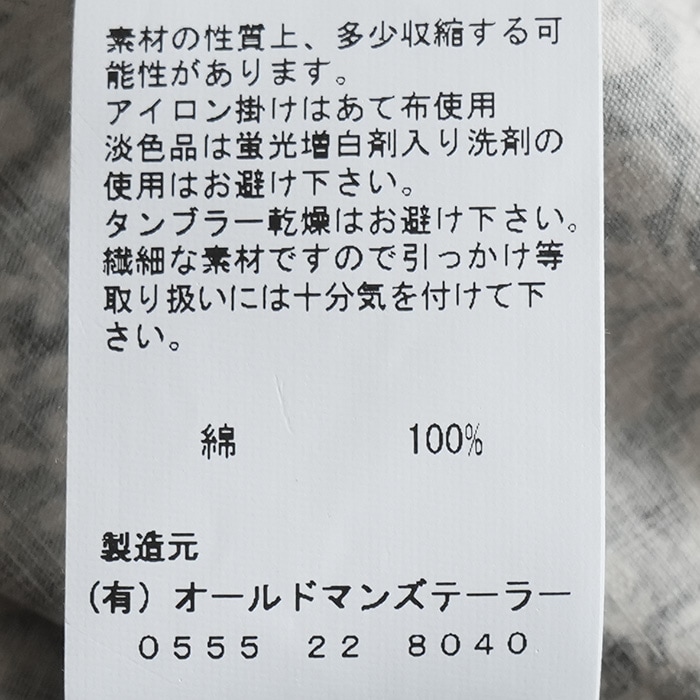 素材の性質上、多少収縮する可
能性があります。
アイロン掛けはあて布使用
淡色品は蛍光増白剤入り洗剤の
使用はお避け下さい。
タンブラー乾燥はお避け下さい。
繊細な素材ですので引っかけ等
取り扱いには十分気を付けて下
さい。
綿 100%
製造元
(有) オールドマンズテーラー
0555 22 8040